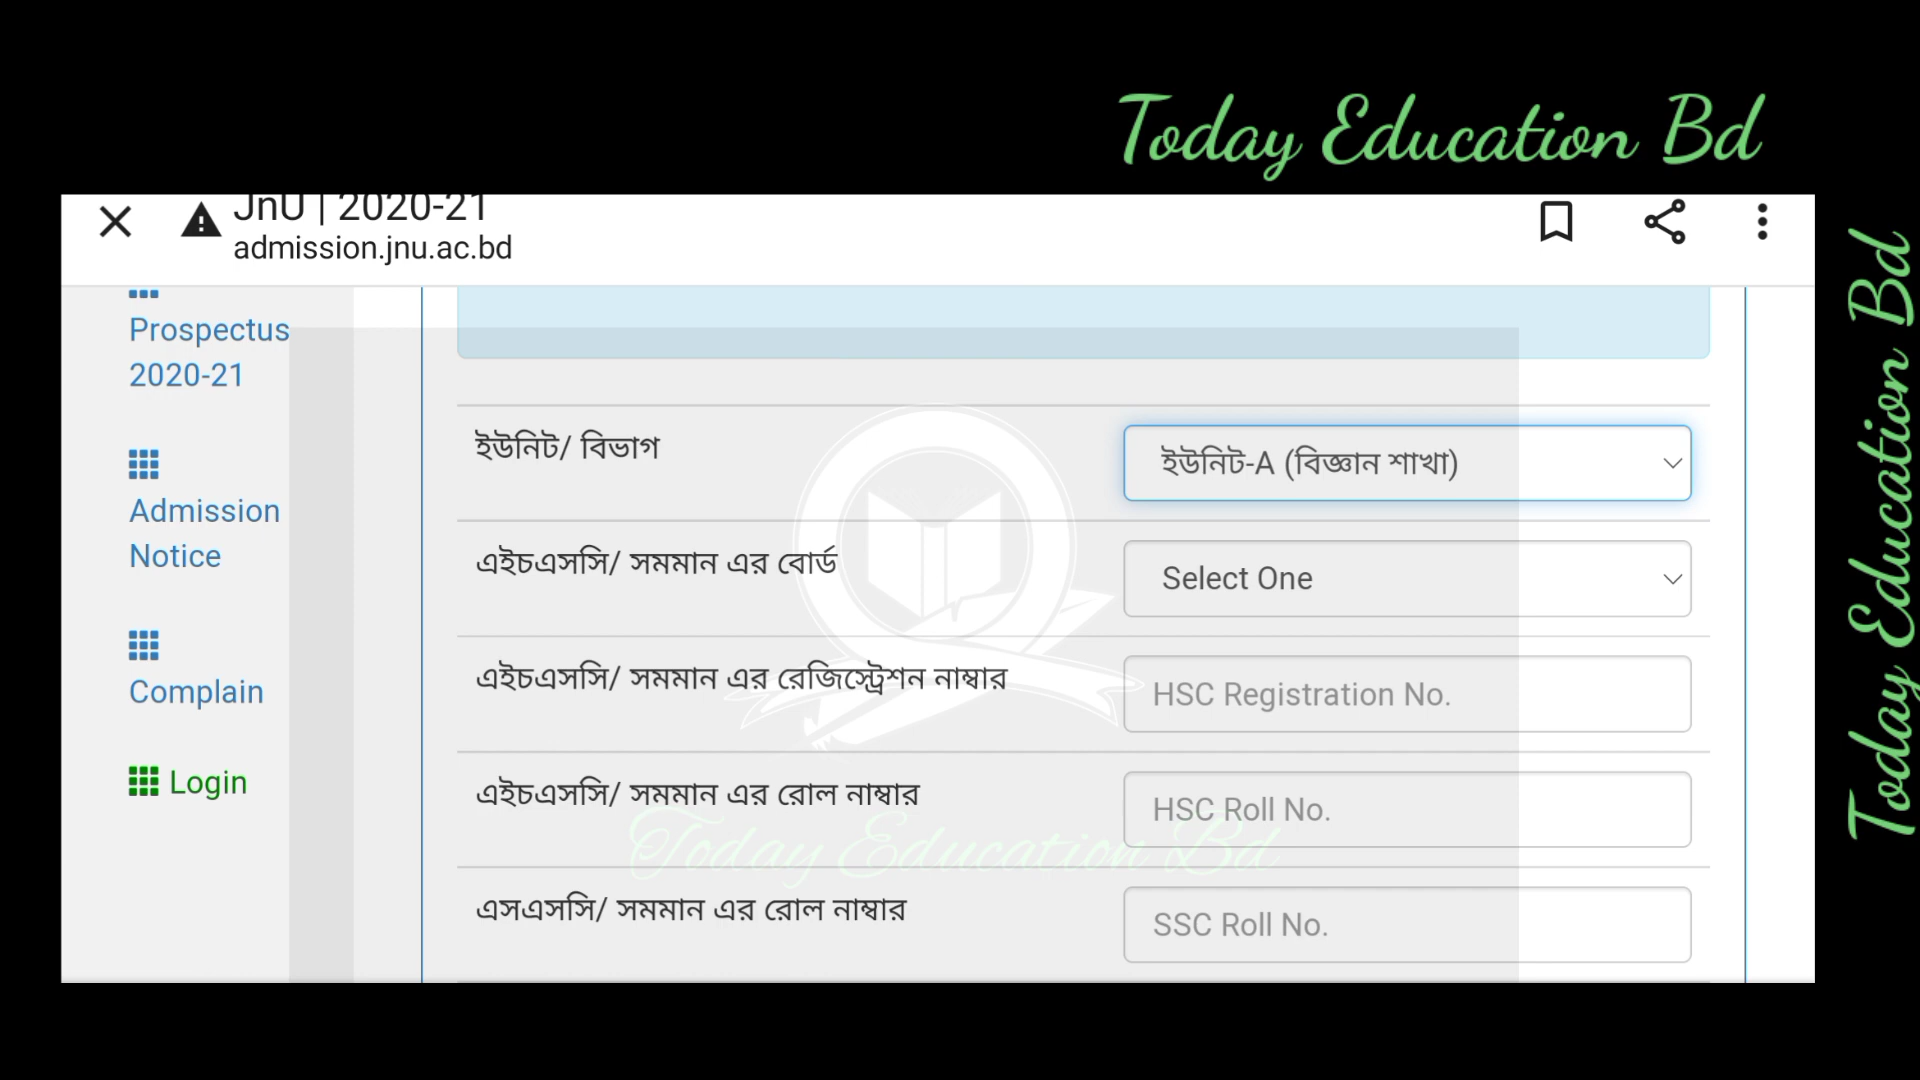 Today Education Bd
JnU | 2020-21
admission.jnu.ac.bd
Prospectus
2020-21
Admission
Notice
Complain
Login
ইউনিট/ বিভাগ
ইউনিট-A (বিজ্ঞান শাখা)
এইচএসসি/ সমমান এর বোর্ড
Select One
এইচএসসি/ সমমান এর রেজিস্ট্রেশন নাম্বার
HSC Registration No.
এইচএসসি/ সমমান এর রোল নাম্বার
HSC Roll No.
Today Education Bd
এসএসসি/ সমমান এর রোল নাম্বার
SSC Roll No.
Today Education Bd